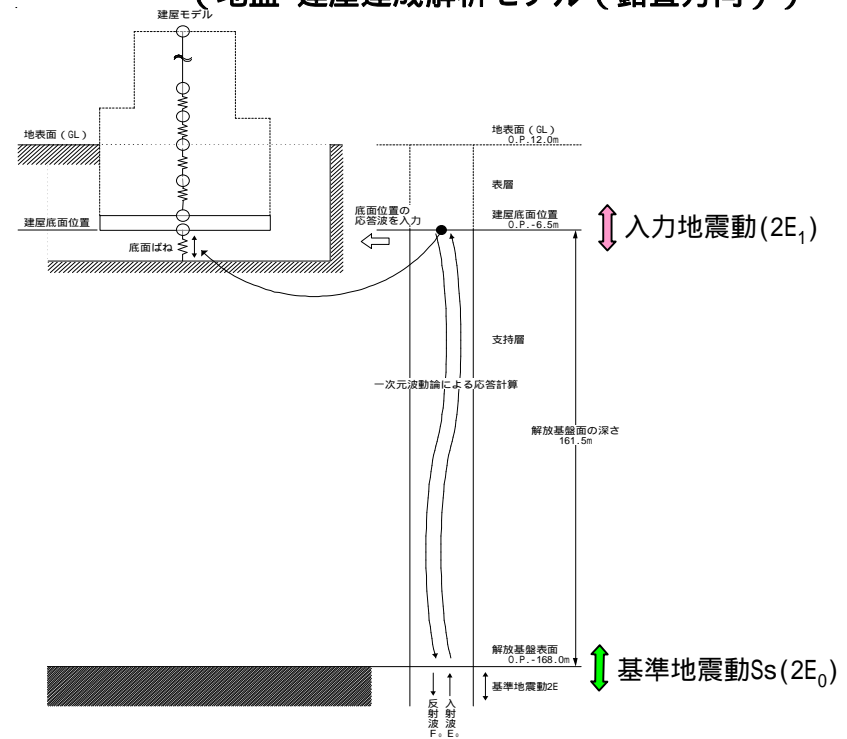 (地盤-建屋連成解析モデル(鉛直方向))
建屋モデル
地表面(GL)
建屋底面位置
底面ばね
底面位置の
応答波を入力
地表面(GL)
O.P.12.0m
表層
建屋底面位置
O.P.-6.5m
入力地震動(2E1)
支持層
一次元波動論による応答計算
解放基盤面の深さ
161.5m
解放基盤表面
O.P.-168.0m
基準地震動2E
基準地震動Ss(2E0)
反射波F0
入射波E0